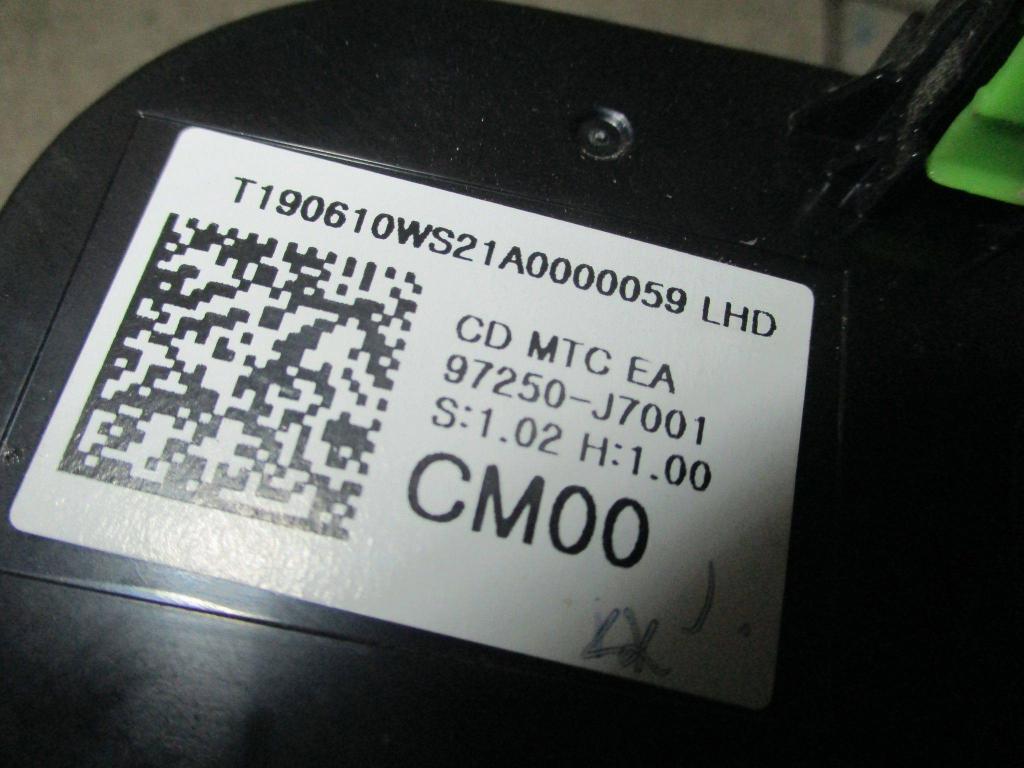 T190610WS21A0000059 LHD
CD MTC EA
97250-J7001
S:1.02 H:1.00
CM00